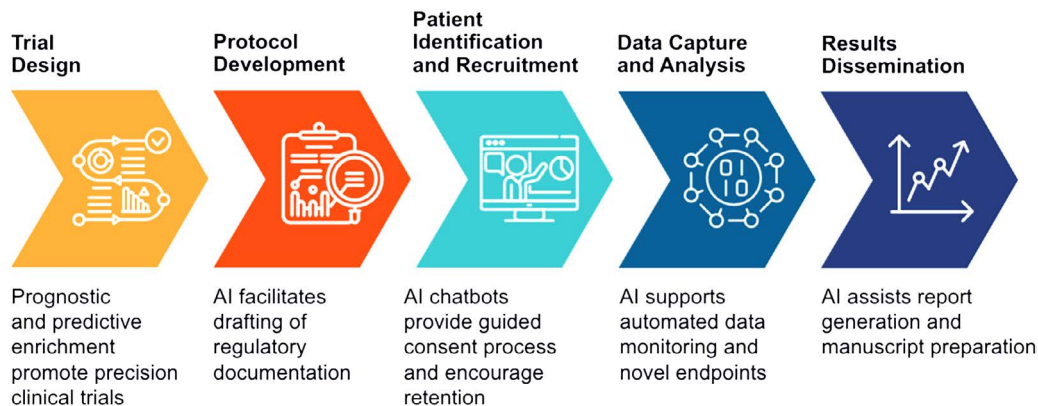 Trial
Design
Protocol
Development
Patient
Identification
and Recruitment
Data Capture
and Analysis
Results
Dissemination
01
10
Prognostic
and predictive
enrichment
promote precision
clinical trials
AI facilitates
drafting of
regulatory
documentation
AI chatbots
provide guided
consent process
and encourage
retention
AI supports
automated data
monitoring and
novel endpoints
AI assists report
generation and
manuscript preparation